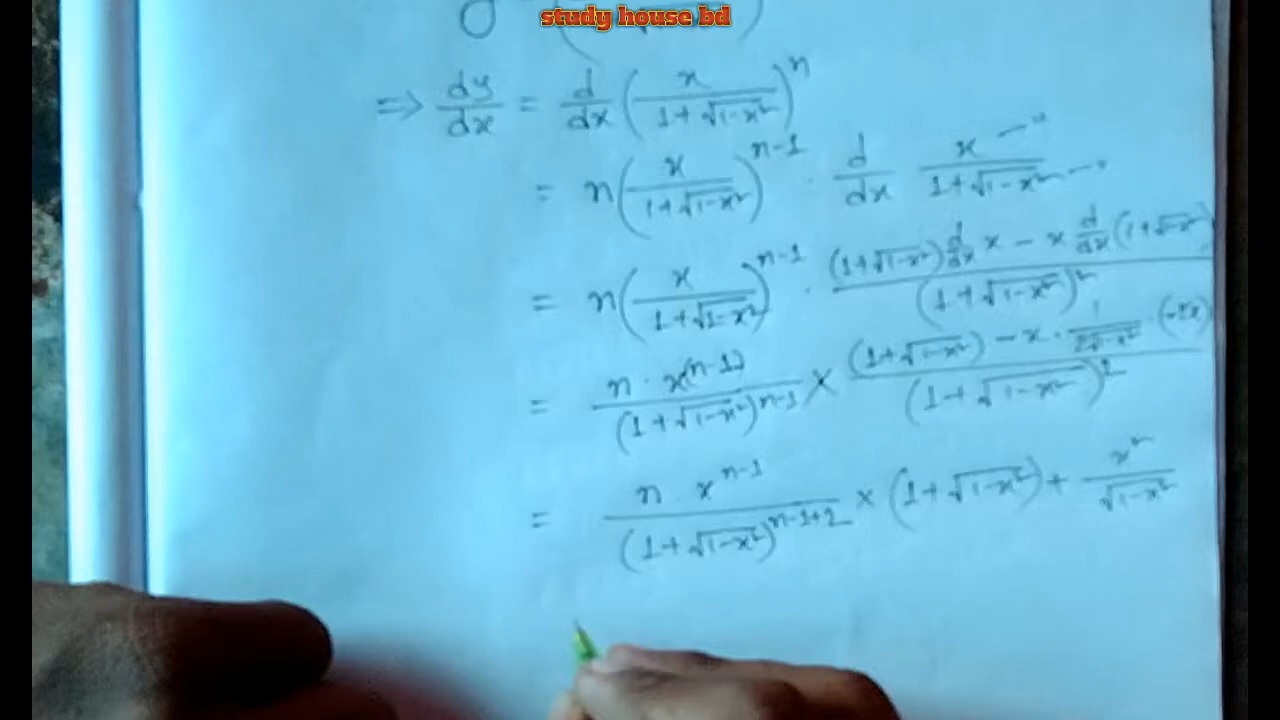 study house bd
=> dy/dx = d/dx (x/(1+√(1-x²)))ⁿ
= n(x/(1+√(1-x²)))ⁿ⁻¹ · d/dx x/(1+√(1-x²))
= n(x/(1+√(1-x²)))ⁿ⁻¹ · ((1+√(1-x²)) d/dx x - x d/dx (1+√(1-x²)))/(1+√(1-x²))²
= n · x⁽ⁿ⁻¹⁾/(1+√(1-x²))ⁿ⁻¹ × ((1+√(1-x²)) - x · 1/(2√(1-x²)) · (-2x))/(1+√(1-x²))²
= n · xⁿ⁻¹/(1+√(1-x²))ⁿ⁻¹⁺² × (1+√(1-x²)) + x²/√(1-x²)